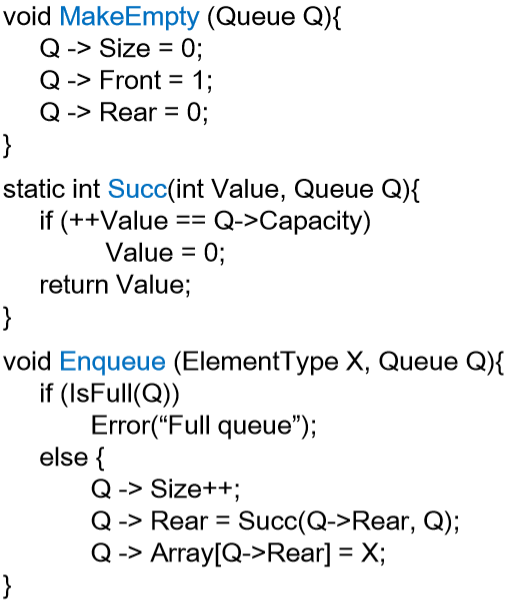 void MakeEmpty (Queue Q){
Q -> Size = 0;
Q -> Front = 1;
Q -> Rear = 0;
}
static int Succ(int Value, Queue Q){
if (++Value == Q->Capacity)
Value = 0;
return Value;
}
void Enqueue (ElementType X, Queue Q){
if (IsFull(Q))
Error(“Full queue”);
else {
Q -> Size++;
Q -> Rear = Succ(Q->Rear, Q);
Q -> Array[Q->Rear] = X;
}